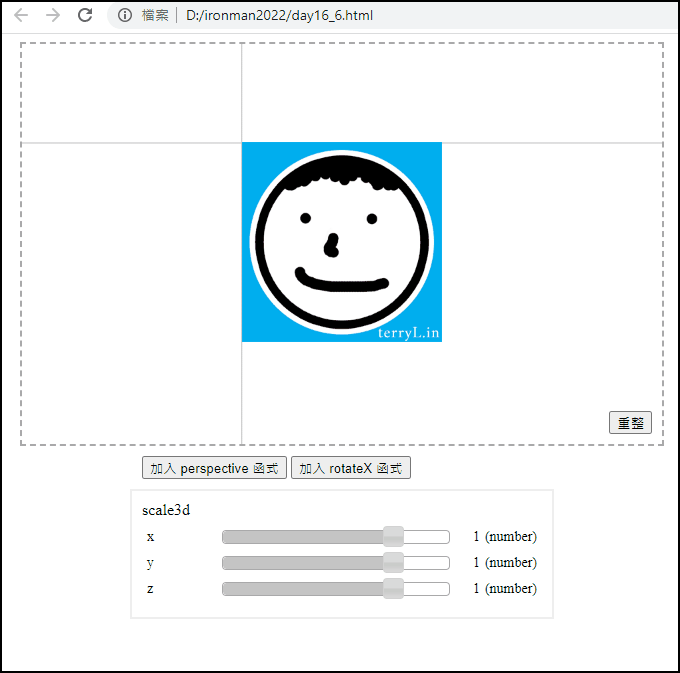 檔案 D:/ironman2022/day16_6.html
terryL.in
重整
加入 perspective 函式 加入 rotateX 函式
scale3d
x 1 (number)
y 1 (number)
z 1 (number)